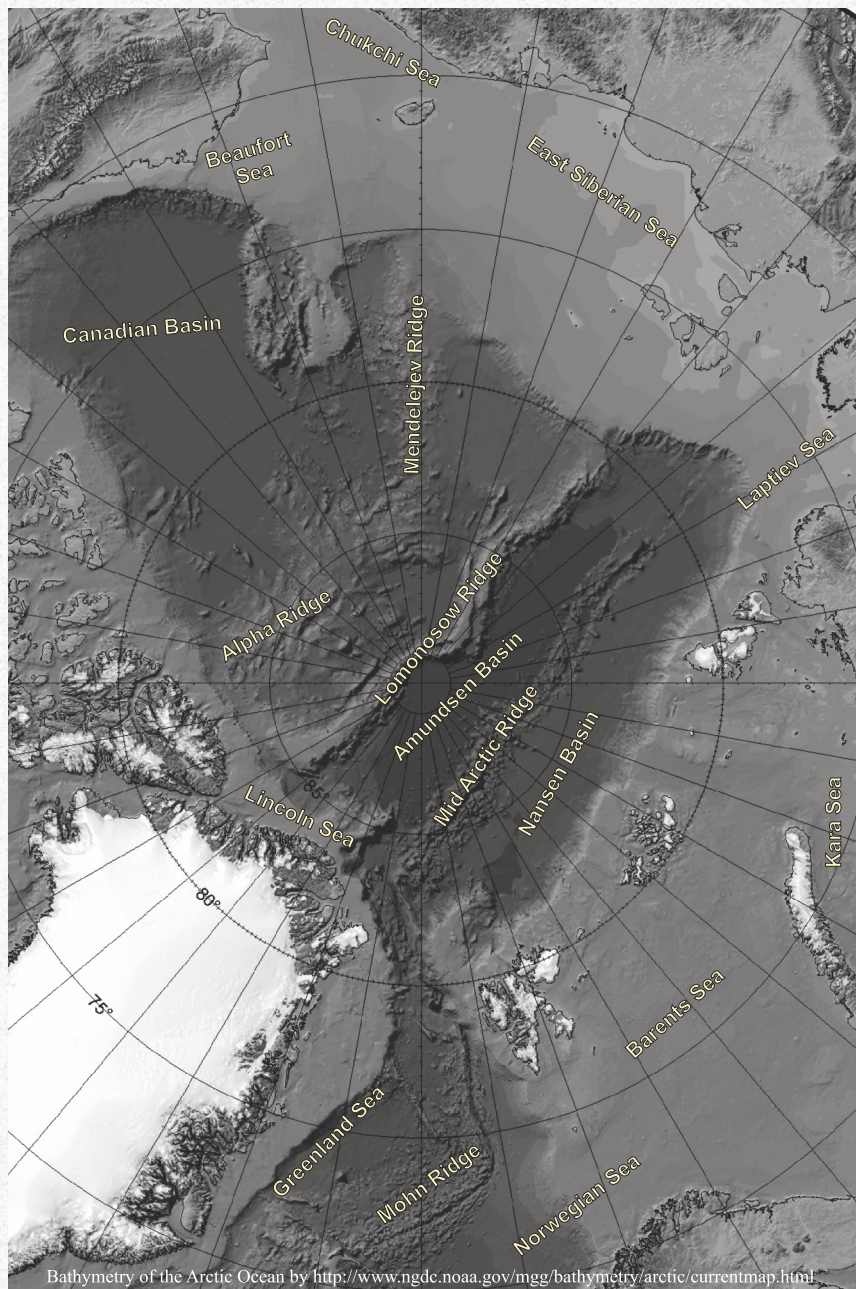 Chukchi Sea
Beaufort
Sea
East Siberian Sea
Canadian Basin
Mendelejev Ridge
Laptiev Sea
Lomonosow Ridge
Alpha Ridge
Amundsen Basin
Mid Arctic Ridge
Nansen Basin
85°
Lincoln Sea
Kara Sea
80°
75°
Barents Sea
Greenland Sea
Mohn Ridge
Norwegian Sea
Bathymetry of the Arctic Ocean by http://www.ngdc.noaa.gov/mgg/bathymetry/arctic/currentmap.html